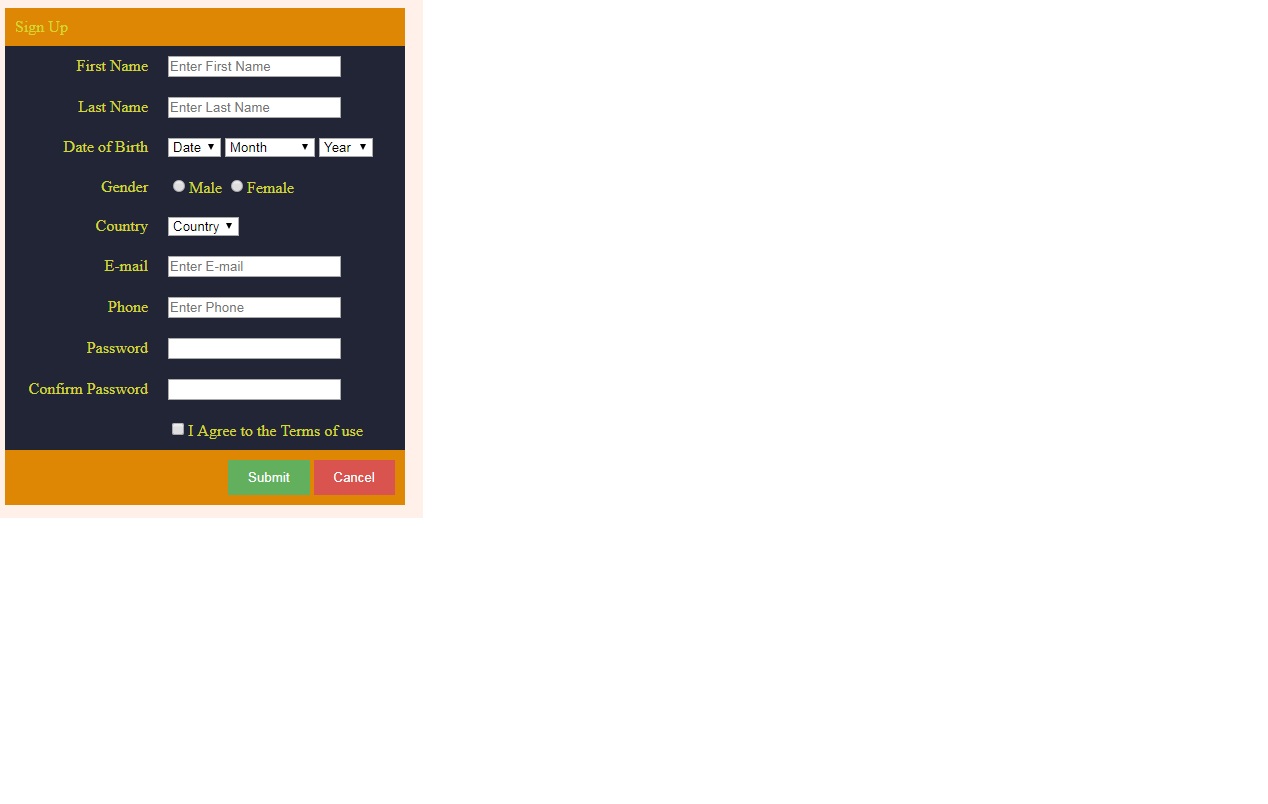 Sign Up
First Name Enter First Name
Last Name Enter Last Name
Date of Birth Date Month Year
Gender Male Female
Country Country
E-mail Enter E-mail
Phone Enter Phone
Password
Confirm Password
I Agree to the Terms of use
Submit Cancel